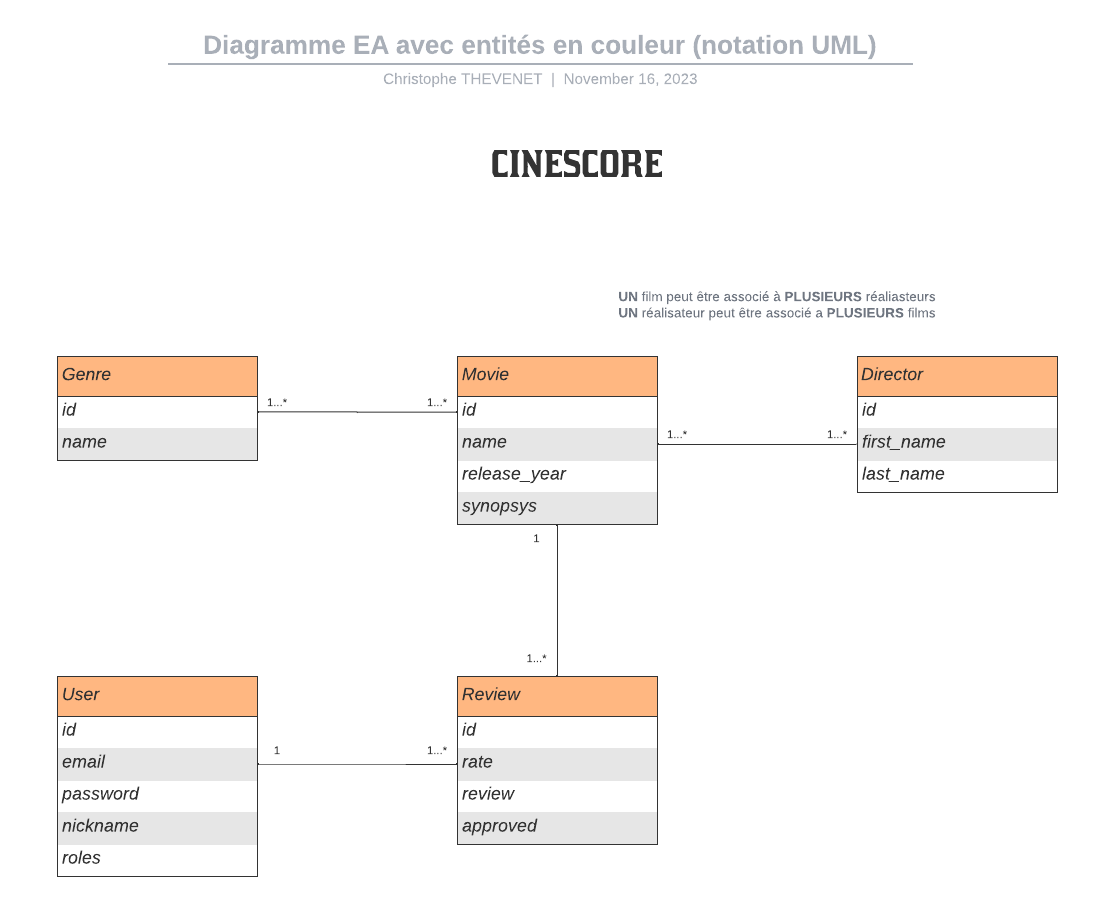 Diagramme EA avec entités en couleur (notation UML)
Christophe THEVENET | November 16, 2023
CINESCORE
UN film peut être associé à PLUSIEURS réaliasteurs
UN réalisateur peut être associé a PLUSIEURS films
Genre
id
name
1...*
1...*
Movie
id
name
release_year
synopsys
1...*
1...*
Director
id
first_name
last_name
1
1...*
User
id
email
password
nickname
roles
1
1...*
Review
id
rate
review
approved